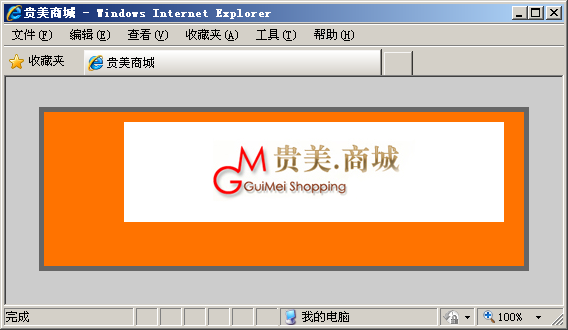 贵美商城 - Windows Internet Explorer
文件(F) 编辑(E) 查看(V) 收藏夹(A) 工具(T) 帮助(H)
收藏夹 贵美商城
GM 贵美.商城
GuiMei Shopping
完成 我的电脑 100%